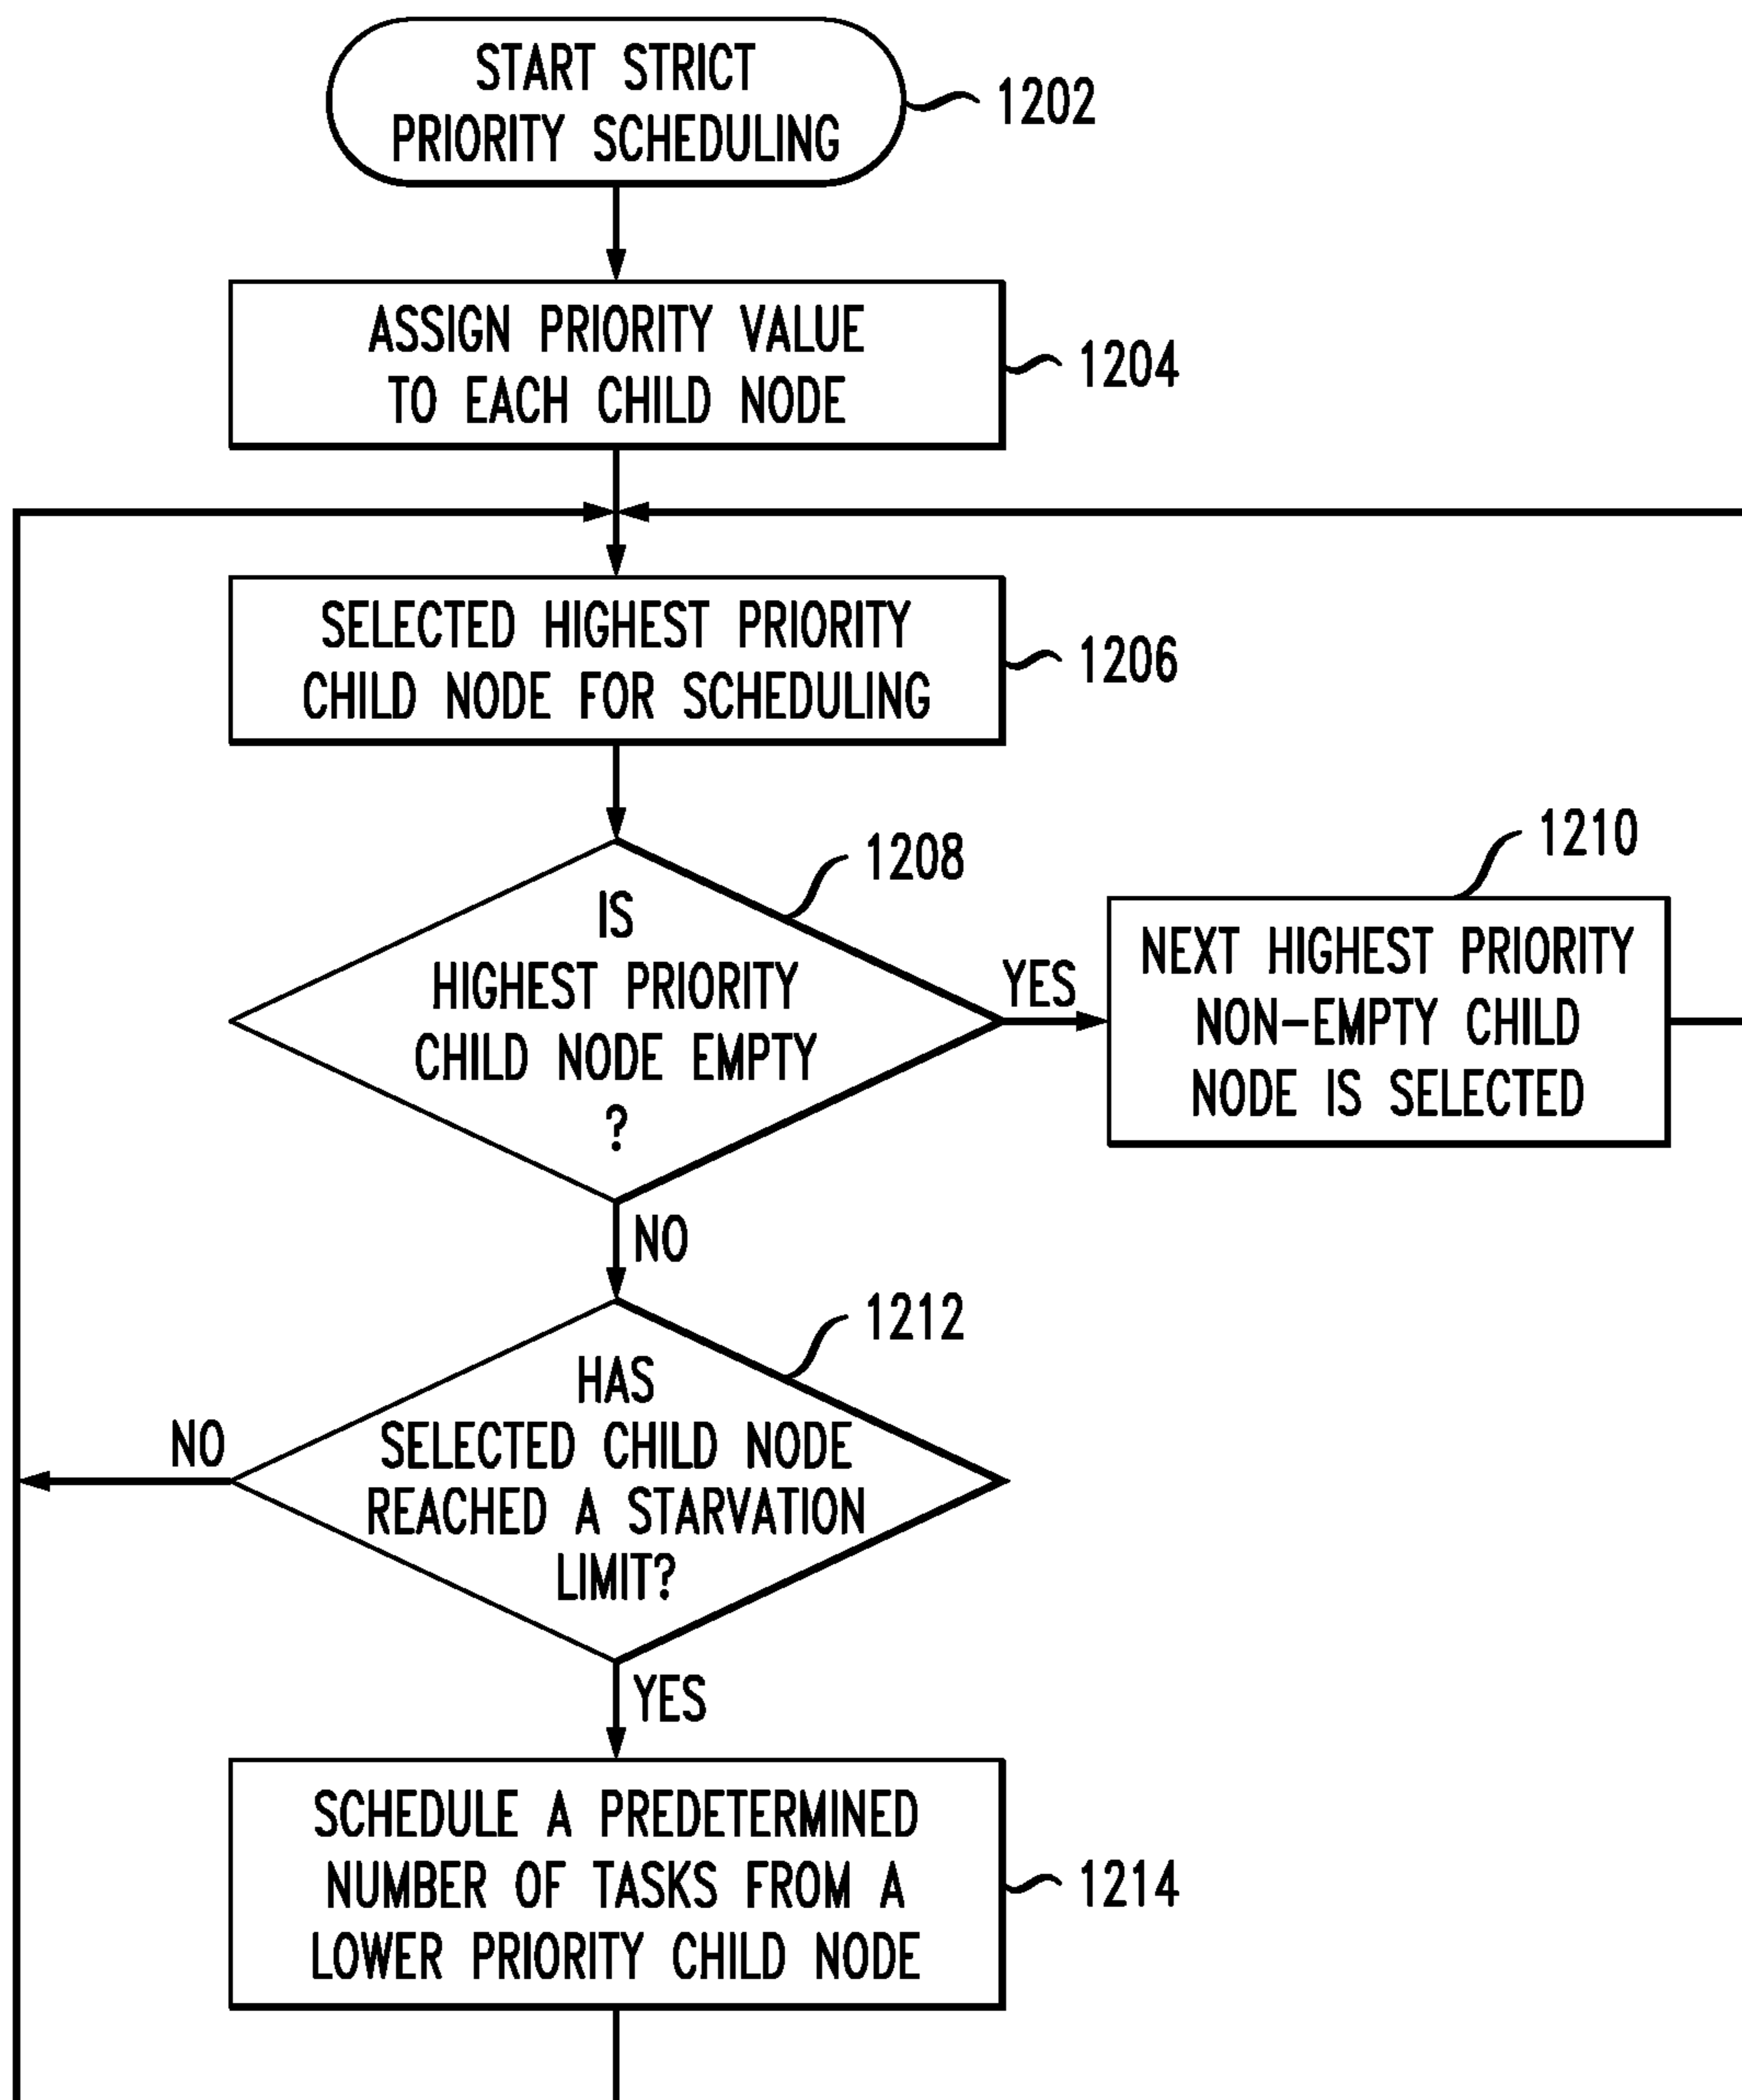 START STRICT
PRIORITY SCHEDULING
1202
ASSIGN PRIORITY VALUE
TO EACH CHILD NODE
1204
SELECTED HIGHEST PRIORITY
CHILD NODE FOR SCHEDULING
1206
IS
HIGHEST PRIORITY
CHILD NODE EMPTY
?
1208
YES
NEXT HIGHEST PRIORITY
NON-EMPTY CHILD
NODE IS SELECTED
1210
NO
HAS
SELECTED CHILD NODE
REACHED A STARVATION
LIMIT?
1212
NO
YES
SCHEDULE A PREDETERMINED
NUMBER OF TASKS FROM A
LOWER PRIORITY CHILD NODE
1214